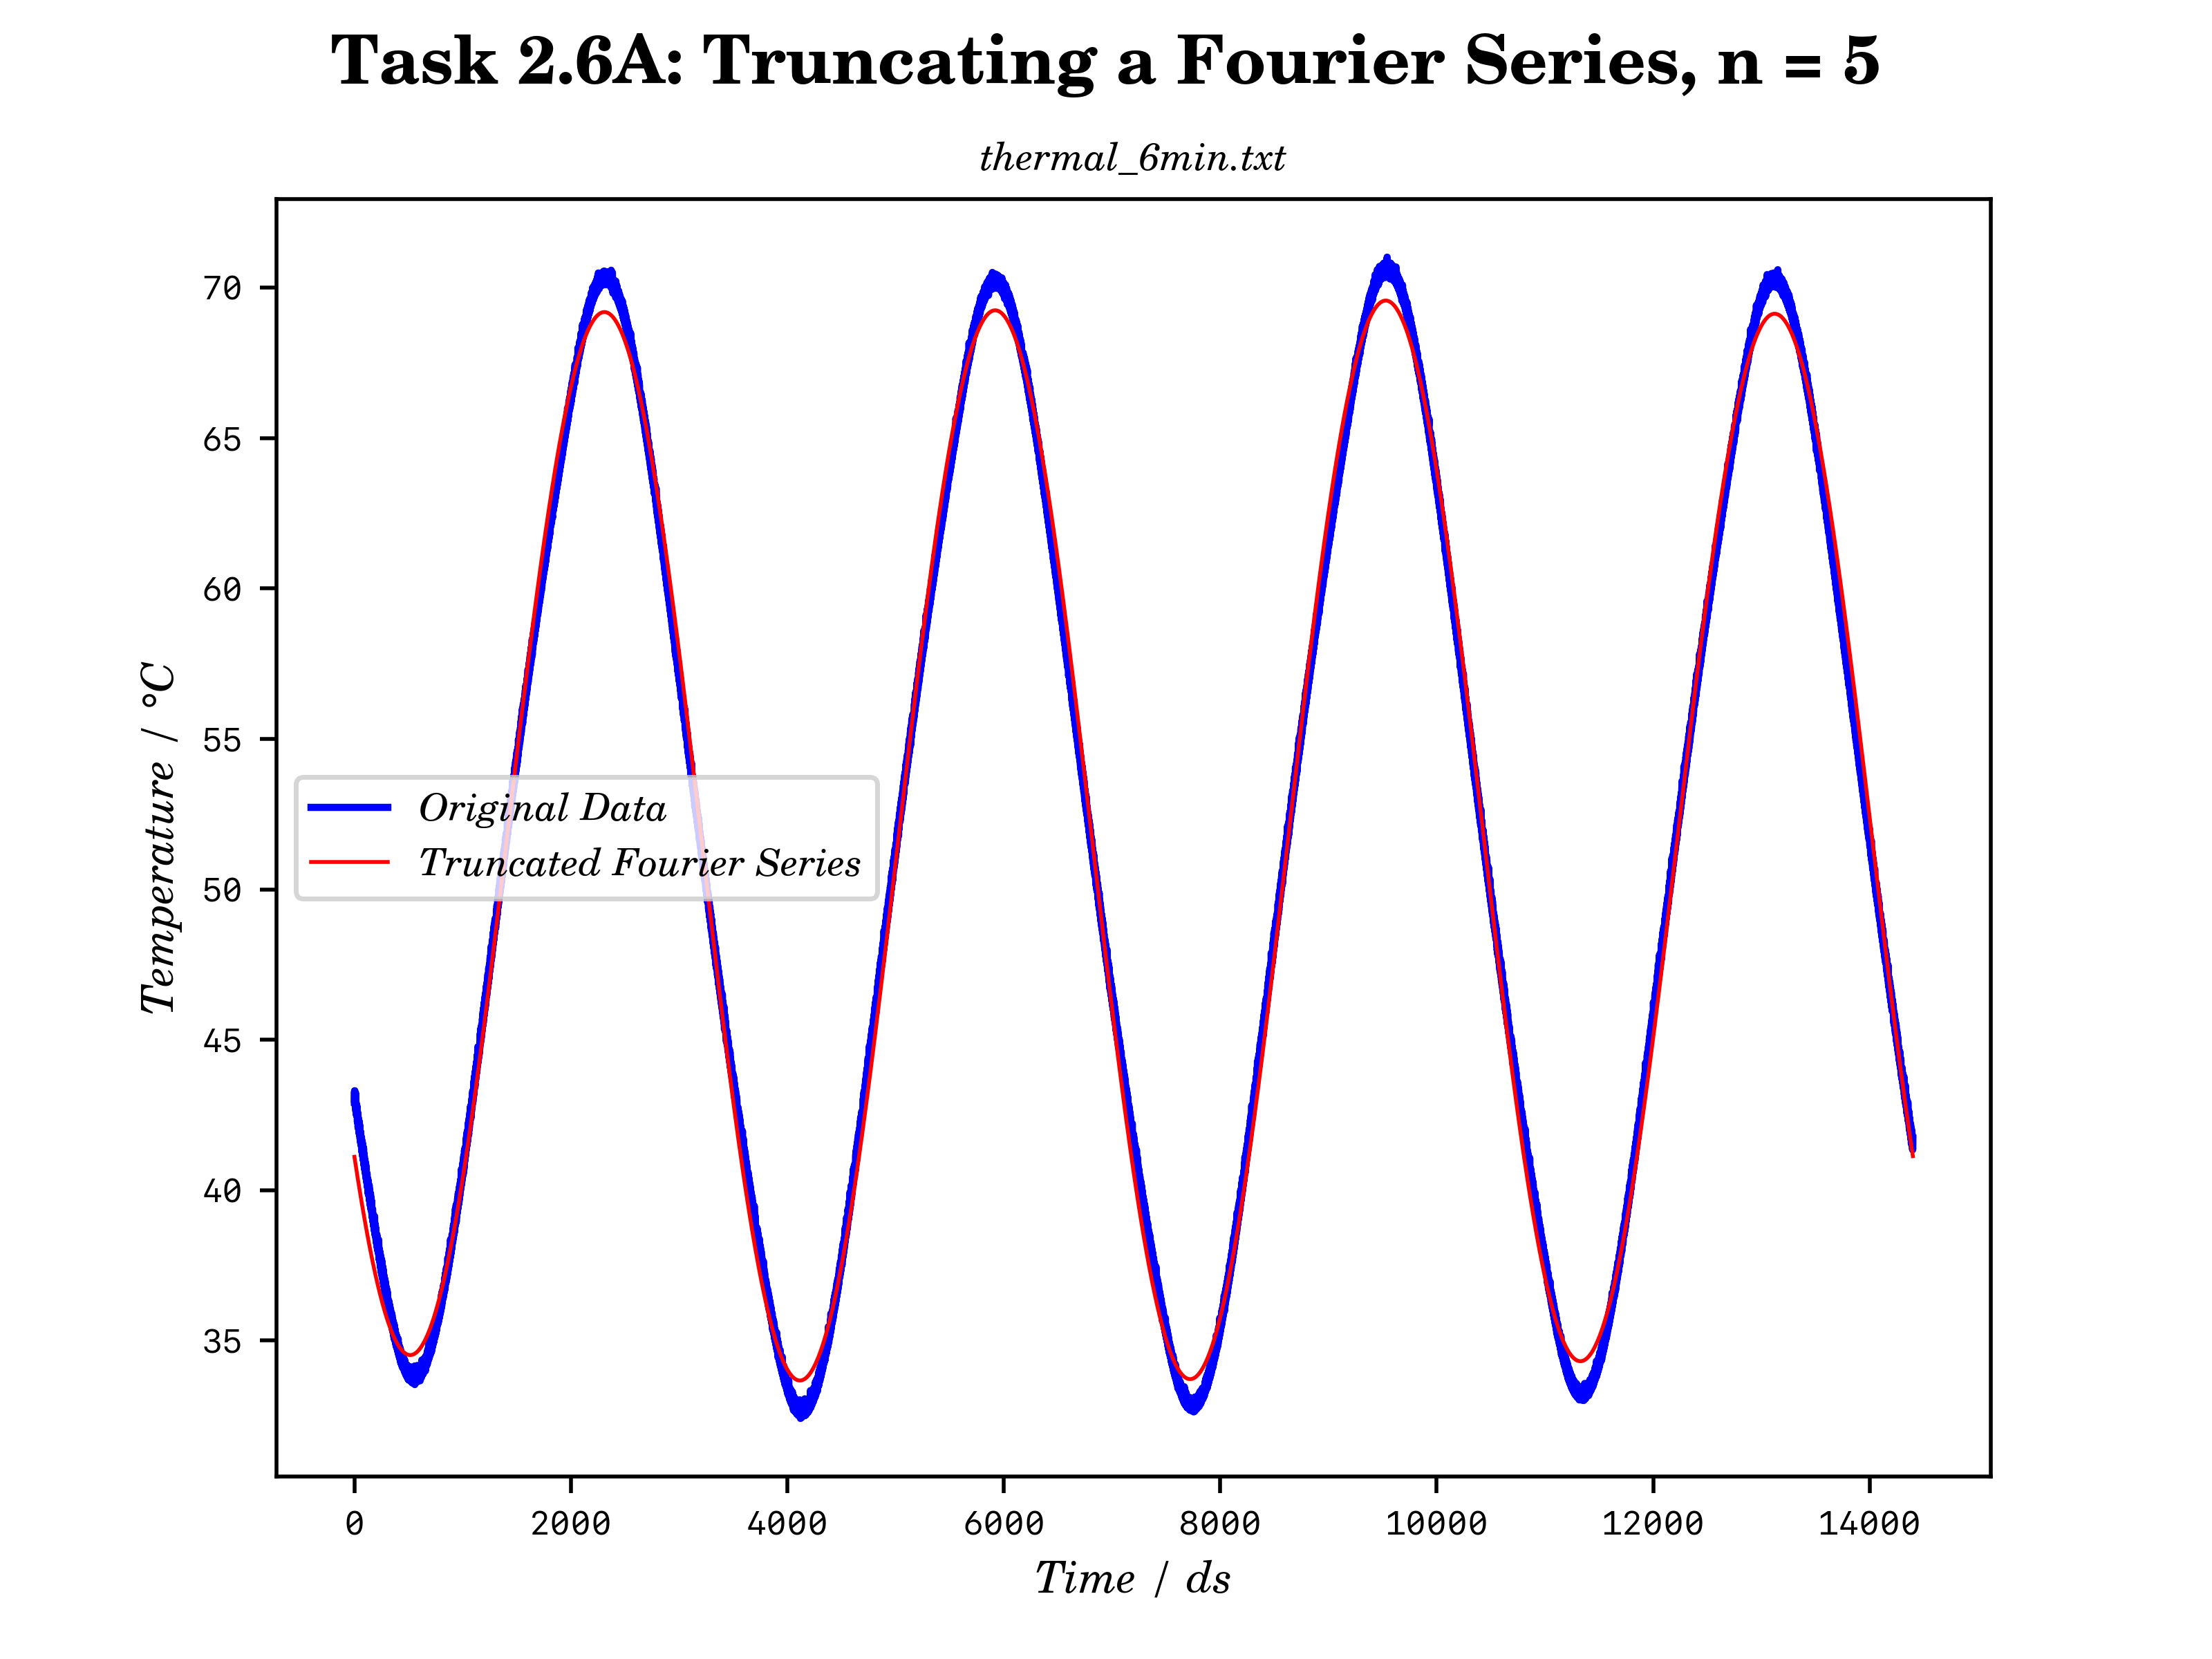 Task 2.6A: Truncating a Fourier Series, n = 5
thermal_6min.txt
70
65
60
55
50
45
40
35
Temperature / °C
Original Data
Truncated Fourier Series
0 2000 4000 6000 8000 10000 12000 14000
Time / ds